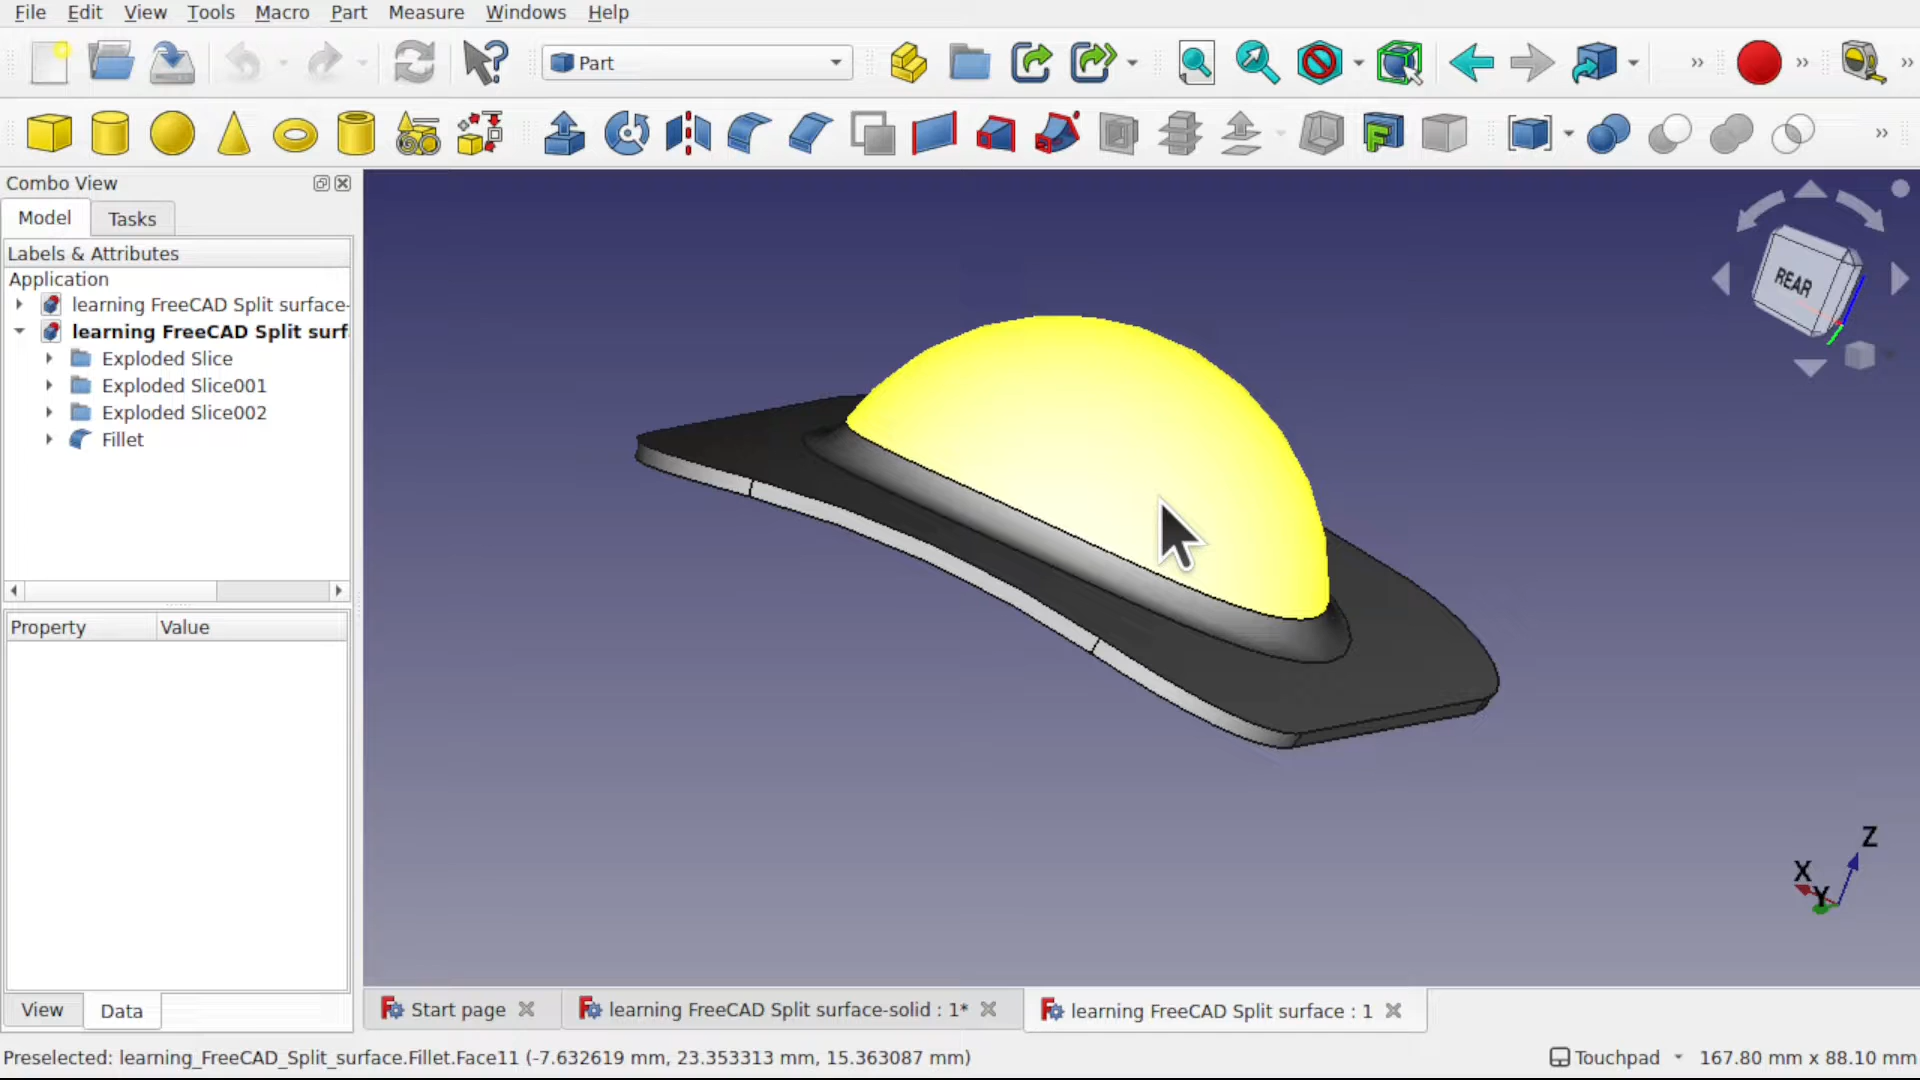 File Edit View Tools Macro Part Measure Windows Help
Part
Combo View
Model Tasks
Labels & Attributes
Application
learning FreeCAD Split surface-
learning FreeCAD Split surf
Exploded Slice
Exploded Slice001
Exploded Slice002
Fillet
Property Value
View Data
REAR
Z
X
Y
Start page learning FreeCAD Split surface-solid : 1* learning FreeCAD Split surface : 1
Preselected: learning_FreeCAD_Split_surface.Fillet.Face11 (-7.632619 mm, 23.353313 mm, 15.363087 mm) Touchpad 167.80 mm x 88.10 mm